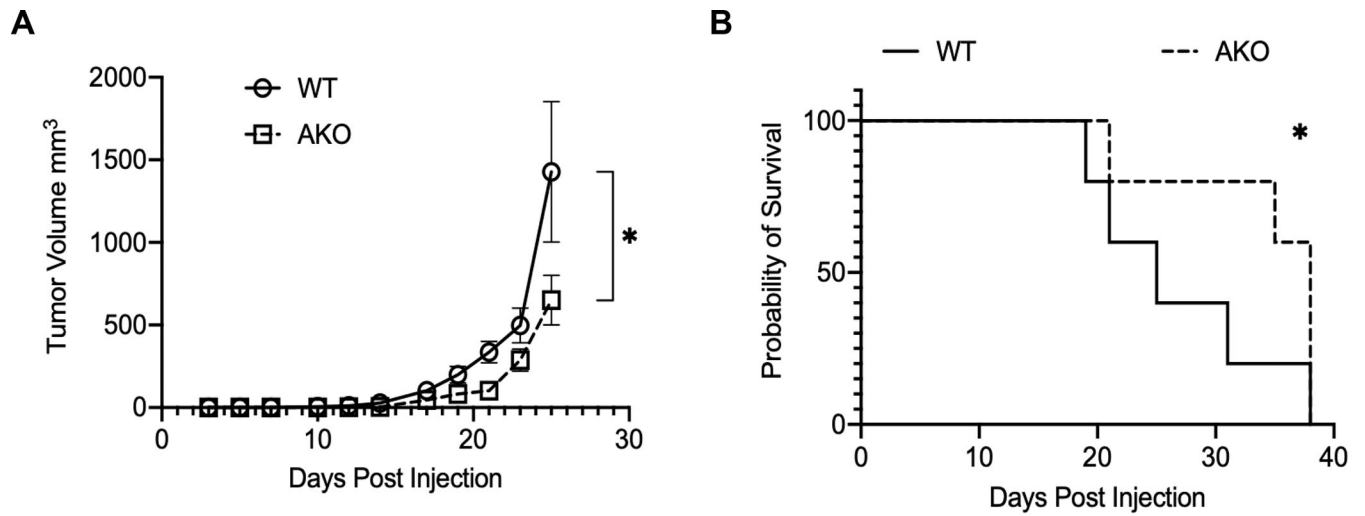 A
WT
AKO
2000
1500
1000
500
0
Tumor Volume mm³
*
0 10 20 30
Days Post Injection
B
WT AKO
100
50
0
Probability of Survival
*
0 10 20 30 40
Days Post Injection